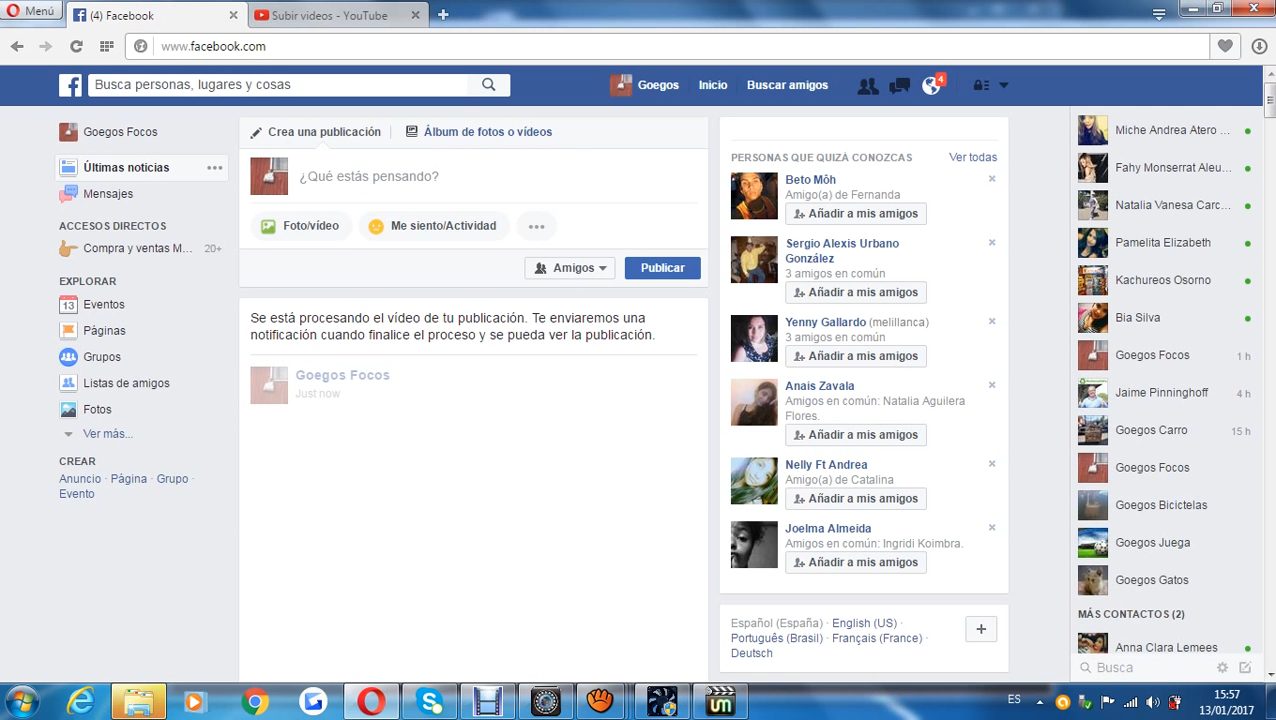 Menú
(4) Facebook
Subir videos - YouTube
www.facebook.com
Busca personas, lugares y cosas
Goegos
Inicio
Buscar amigos
4
Goegos Focos
Últimas noticias
Mensajes
ACCESOS DIRECTOS
Compra y ventas M... 20+
EXPLORAR
13 Eventos
Páginas
Grupos
Listas de amigos
Fotos
Ver más...
CREAR
Anuncio · Página · Grupo ·
Evento
Crea una publicación
Álbum de fotos o vídeos
¿Qué estás pensando?
Foto/vídeo
Me siento/Actividad
Amigos
Publicar
Se está procesando el vídeo de tu publicación. Te enviaremos una
notificación cuando finalice el proceso y se pueda ver la publicación.
Goegos Focos
Just now
PERSONAS QUE QUIZÁ CONOZCAS
Ver todas
Beto Môh
Amigo(a) de Fernanda
Añadir a mis amigos
Sergio Alexis Urbano
González
3 amigos en común
Añadir a mis amigos
Yenny Gallardo (melillanca)
3 amigos en común
Añadir a mis amigos
Anais Zavala
Amigos en común: Natalia Aguilera
Flores.
Añadir a mis amigos
Nelly Ft Andrea
Amigo(a) de Catalina
Añadir a mis amigos
Joelma Almeida
Amigos en común: Ingridi Koimbra.
Añadir a mis amigos
Español (España) · English (US) ·
Português (Brasil) · Français (France) ·
Deutsch
Miche Andrea Atero ...
Fahy Monserrat Aleu...
Natalia Vanesa Carc...
Pamelita Elizabeth
Kachureos Osorno
Bia Silva
Goegos Focos 1 h
Jaime Pinninghoff 4 h
Goegos Carro 15 h
Goegos Focos
Goegos Bicicletas
Goegos Juega
Goegos Gatos
MÁS CONTACTOS (2)
Anna Clara Lemees
Busca
ES
15:57
13/01/2017